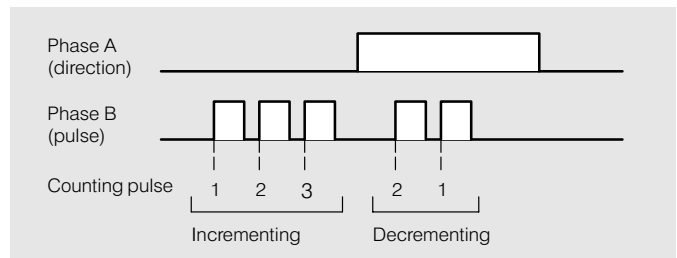 Phase A
(direction)
Phase B
(pulse)
Counting pulse 1 2 3 2 1
Incrementing Decrementing